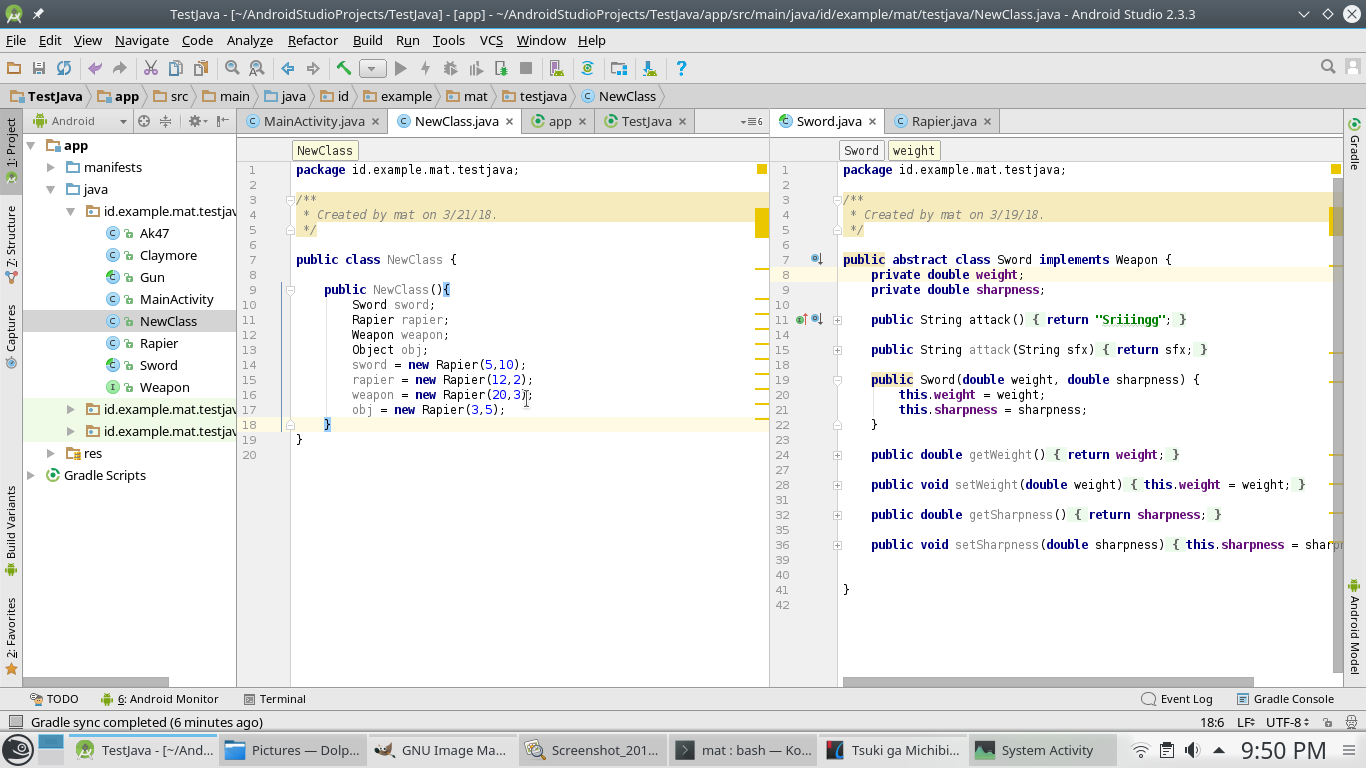 TestJava - [~/AndroidStudioProjects/TestJava] - [app] - ~/AndroidStudioProjects/TestJava/app/src/main/java/id/example/mat/testjava/NewClass.java - Android Studio 2.3.3
File Edit View Navigate Code Analyze Refactor Build Run Tools VCS Window Help
TestJava app src main java id example mat testjava NewClass
1: Project
7: Structure
Captures
Build Variants
2: Favorites
Android
app
manifests
java
id.example.mat.testjav
Ak47
Claymore
Gun
MainActivity
NewClass
Rapier
Sword
Weapon
id.example.mat.testjav
id.example.mat.testjav
res
Gradle Scripts
MainActivity.java NewClass.java app TestJava 6
NewClass
1 package id.example.mat.testjava;
2
3 /**
4 * Created by mat on 3/21/18.
5 */
6
7 public class NewClass {
8
9 public NewClass(){
10 Sword sword;
11 Rapier rapier;
12 Weapon weapon;
13 Object obj;
14 sword = new Rapier(5,10);
15 rapier = new Rapier(12,2);
16 weapon = new Rapier(20,3);
17 obj = new Rapier(3,5);
18 }
19 }
20
Sword.java Rapier.java
Sword weight
1 package id.example.mat.testjava;
2
3 /**
4 * Created by mat on 3/19/18.
5 */
6
7 public abstract class Sword implements Weapon {
8 private double weight;
9 private double sharpness;
10
11 public String attack() { return "Sriiingg"; }
14
15 public String attack(String sfx) { return sfx; }
18
19 public Sword(double weight, double sharpness) {
20 this.weight = weight;
21 this.sharpness = sharpness;
22 }
23
24 public double getWeight() { return weight; }
27
28 public void setWeight(double weight) { this.weight = weight; }
31
32 public double getSharpness() { return sharpness; }
35
36 public void setSharpness(double sharpness) { this.sharpness = sharp
39
40
41 }
42
Gradle
Android Model
TODO 6: Android Monitor Terminal Event Log Gradle Console
Gradle sync completed (6 minutes ago) 18:6 LF UTF-8
TestJava - [~/And... Pictures — Dolp... GNU Image Ma... Screenshot_201... mat : bash — Ko... Tsuki ga Michibi... System Activity 9:50 PM